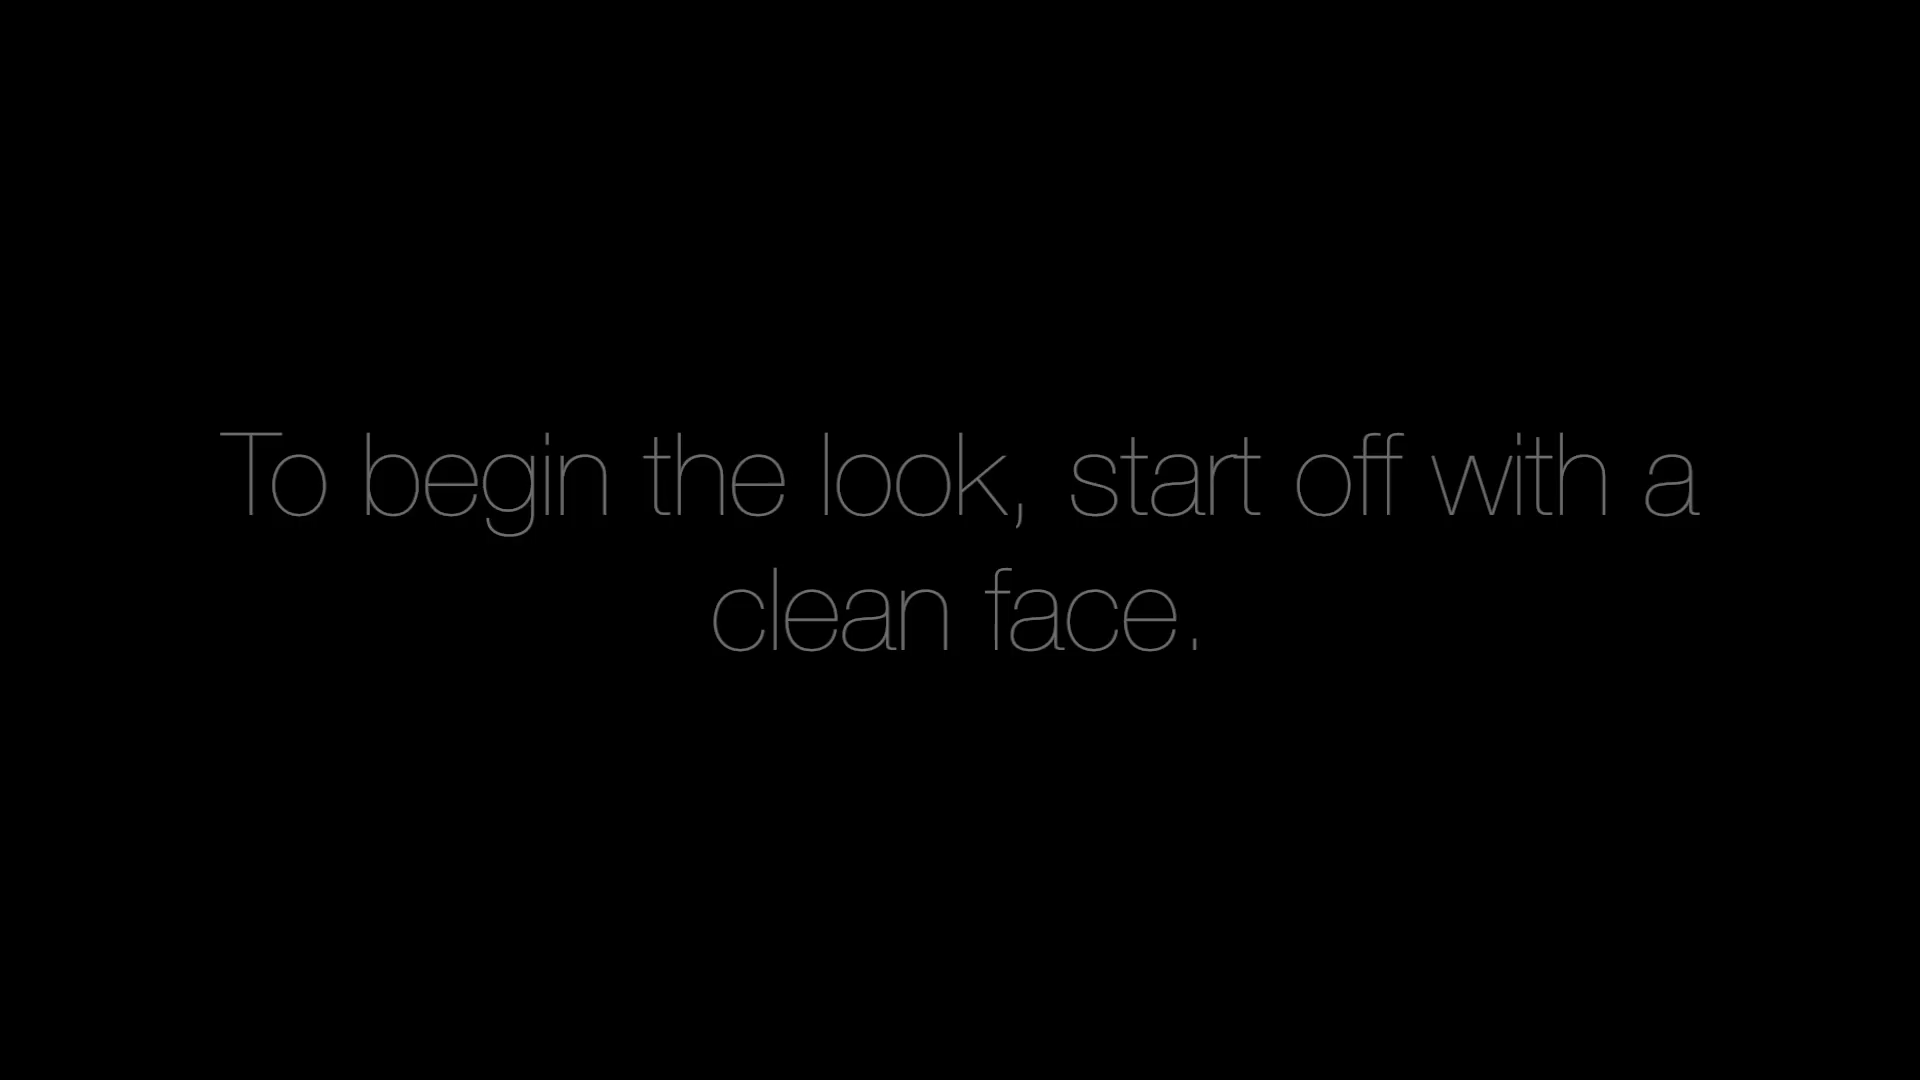 To begin the look, start off with a
clean face.